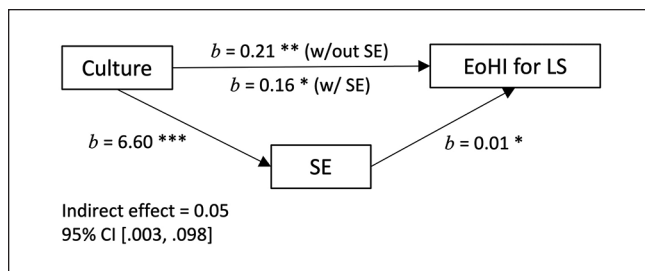 b = 0.21 ** (w/out SE)
Culture
EoHI for LS
b = 0.16 * (w/ SE)
b = 6.60 ***
b = 0.01 *
SE
Indirect effect = 0.05
95% CI [.003, .098]